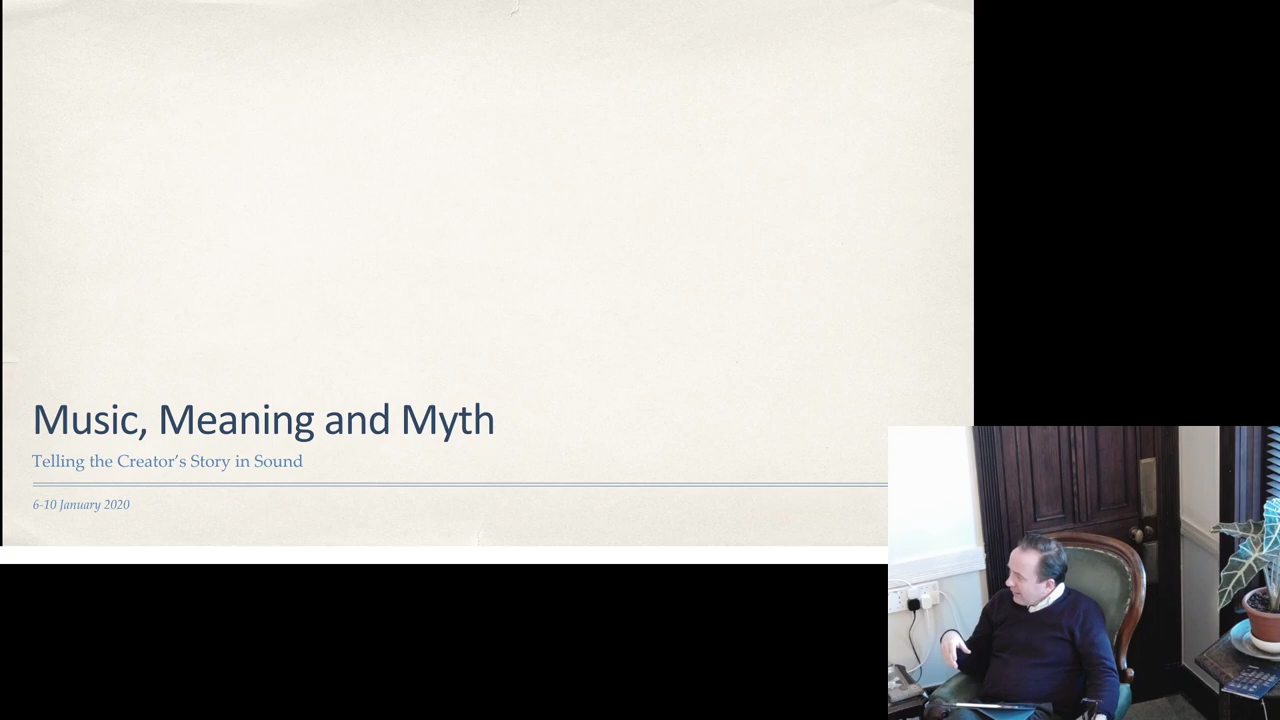 Music, Meaning and Myth
Telling the Creator's Story in Sound
6-10 January 2020